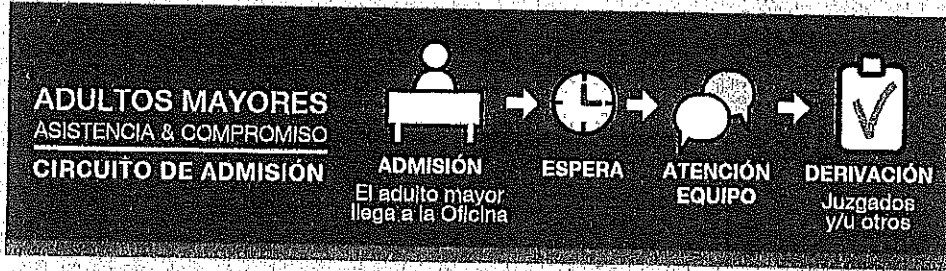 ADULTOS MAYORES
ASISTENCIA & COMPROMISO
CIRCUITO DE ADMISIÓN
ADMISIÓN
El adulto mayor
llega a la Oficina
ESPERA
ATENCIÓN
EQUIPO
DERIVACIÓN
Juzgados
y/u otros